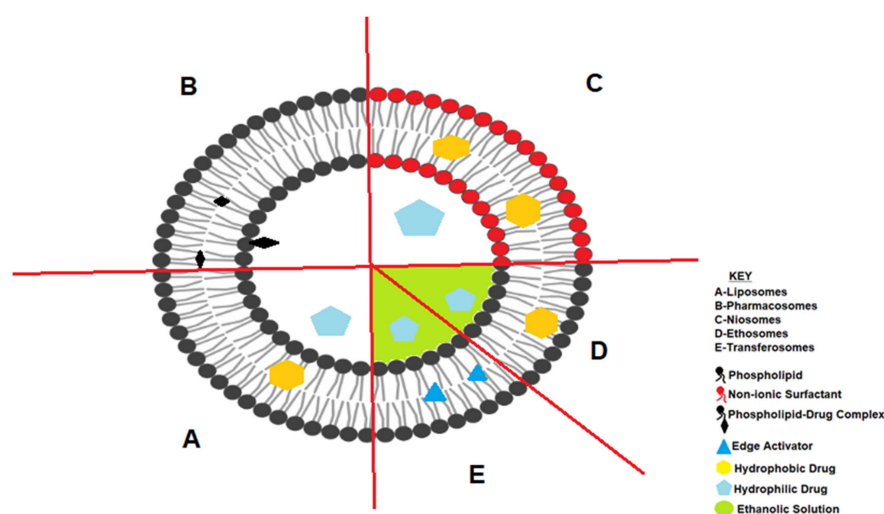 B
C
A
D
E
KEY
A-Liposomes
B-Pharmacosomes
C-Niosomes
D-Ethosomes
E-Transferosomes
Phospholipid
Non-ionic Surfactant
Phospholipid-Drug Complex
Edge Activator
Hydrophobic Drug
Hydrophilic Drug
Ethanolic Solution